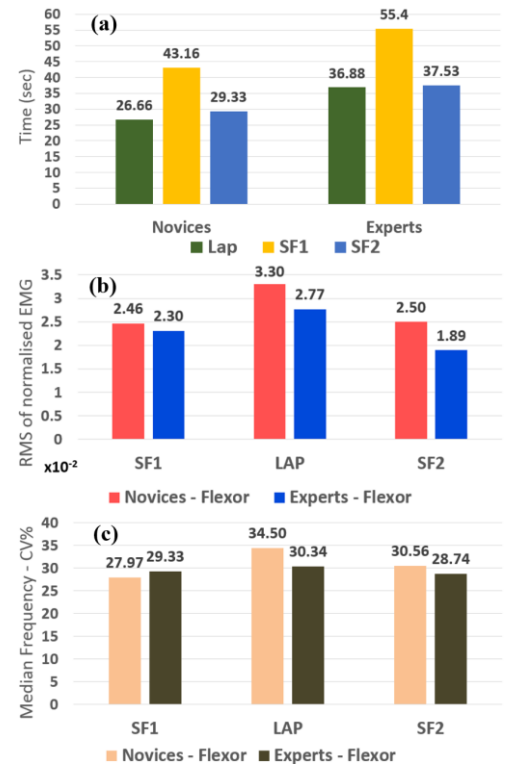 (a)
60
55
50
45
40
35
30
25
20
15
10
5
0
Time (sec)
26.66 43.16 29.33 36.88 55.4 37.53
Novices Experts
Lap SF1 SF2
(b)
3.5
3
2.5
2
1.5
1
0.5
0
RMS of normalised EMG
x10-2
2.46 2.30 3.30 2.77 2.50 1.89
SF1 LAP SF2
Novices - Flexor Experts - Flexor
(c)
40
35
30
25
20
15
10
5
0
Median Frequency - CV%
27.97 29.33 34.50 30.34 30.56 28.74
SF1 LAP SF2
Novices - Flexor Experts - Flexor